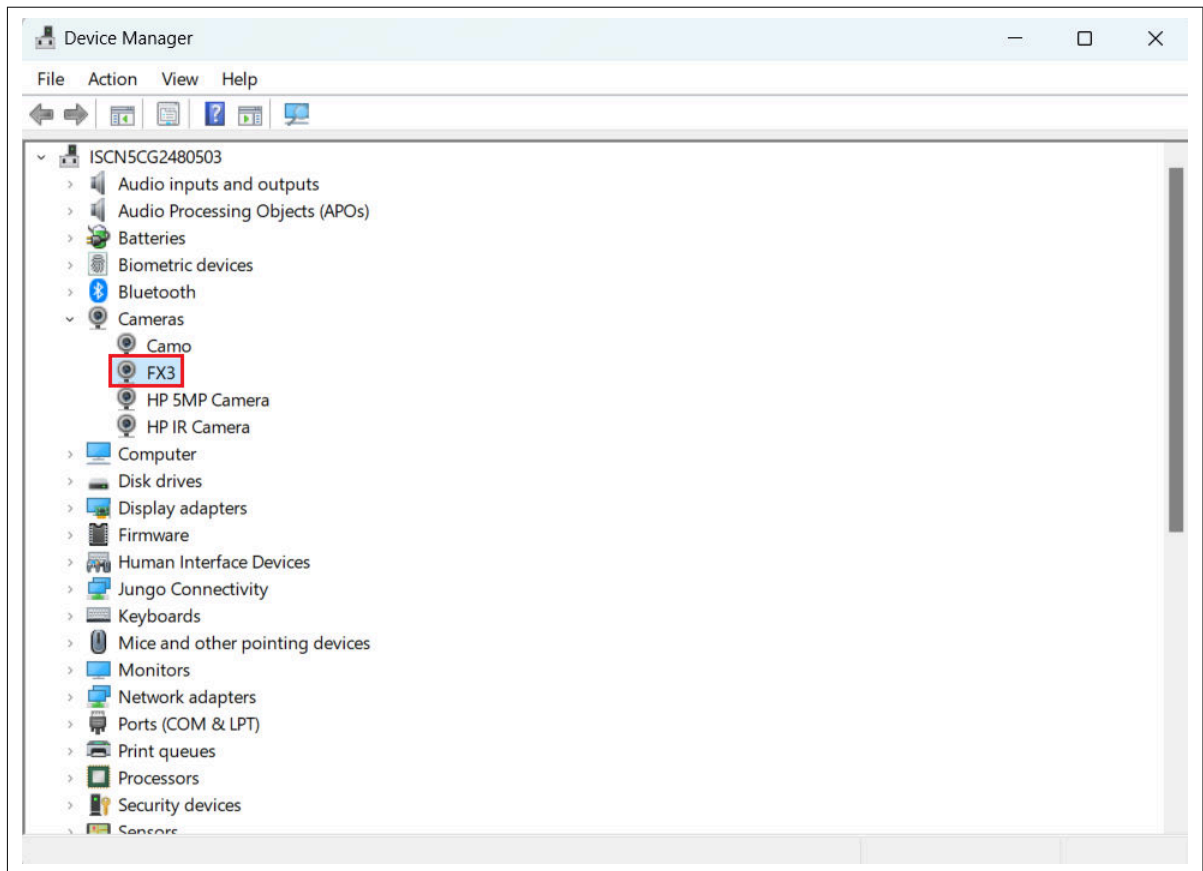 Device Manager
File Action View Help
ISCN5CG2480503
Audio inputs and outputs
Audio Processing Objects (APOs)
Batteries
Biometric devices
Bluetooth
Cameras
Camo
FX3
HP 5MP Camera
HP IR Camera
Computer
Disk drives
Display adapters
Firmware
Human Interface Devices
Jungo Connectivity
Keyboards
Mice and other pointing devices
Monitors
Network adapters
Ports (COM & LPT)
Print queues
Processors
Security devices
Sensors